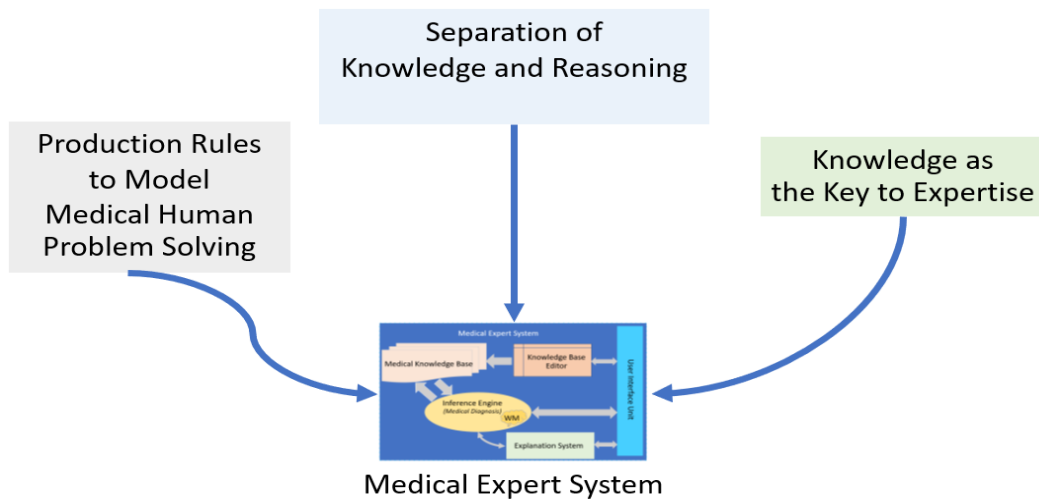 Separation of
Knowledge and Reasoning
Production Rules
to Model
Medical Human
Problem Solving
Knowledge as
the Key to Expertise
Medical Expert System
Medical Knowledge Base
Knowledge Base
Editor
User Interface Unit
Inference Engine
(Medical Diagnosis)
WM
Explanation System
Medical Expert System